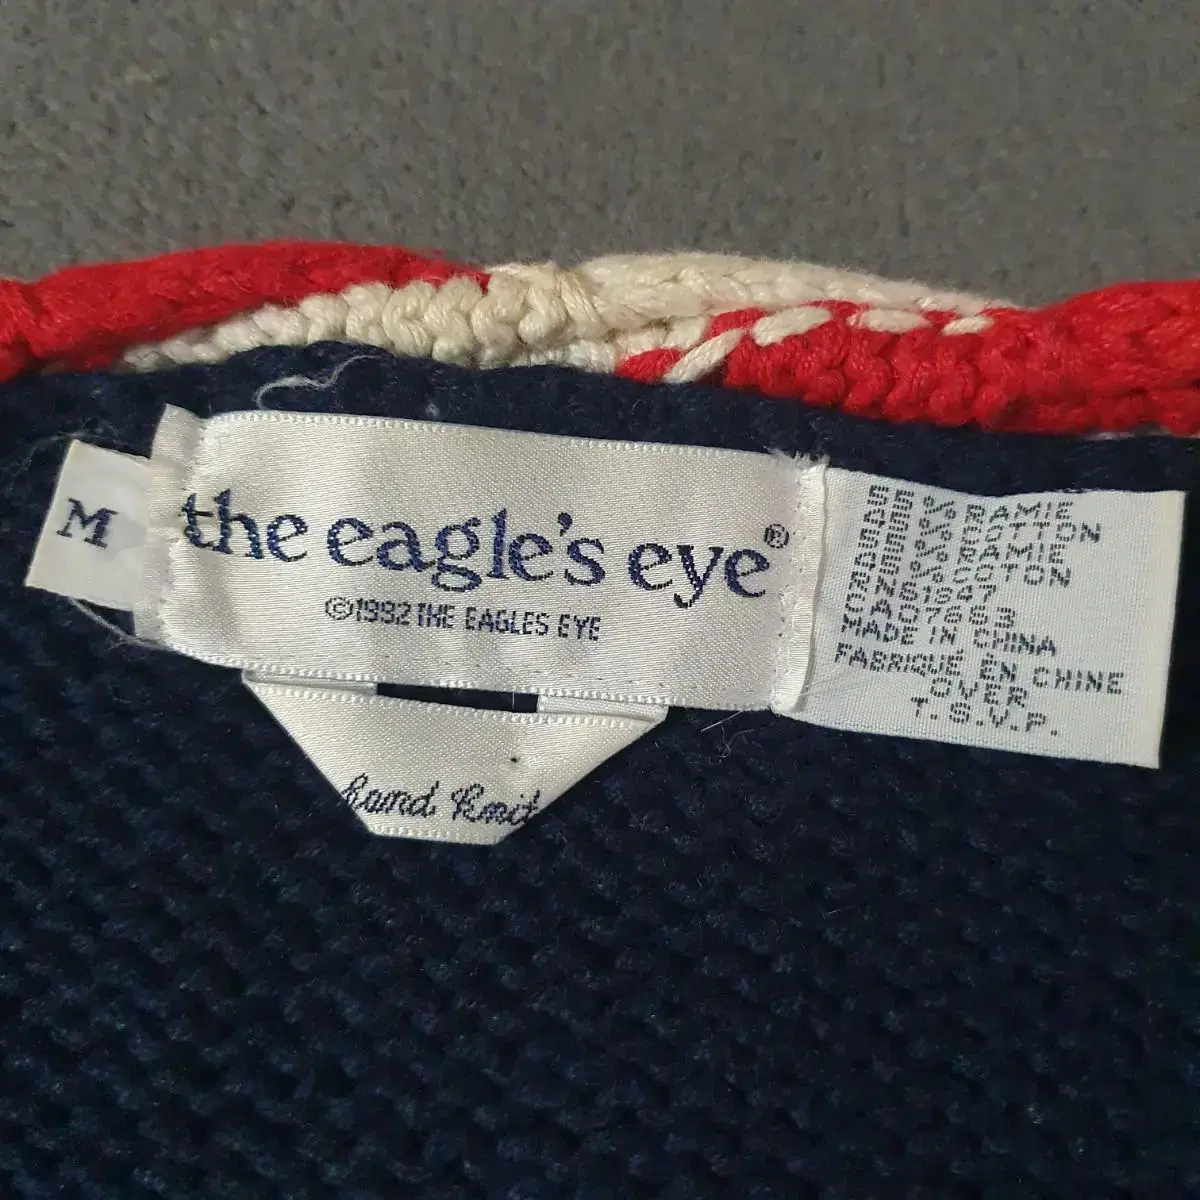 M
the eagle's eye®
©1992 THE EAGLES EYE
hand knit
55% RAMIE
45% COTTON
55% RAMIE
45% COTON
RN61947
CA07663
MADE IN CHINA
FABRIQUÉ EN CHINE
OVER
T.S.V.P.